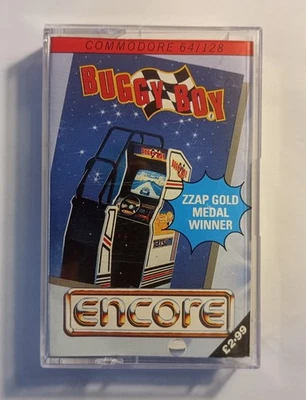 COMMODORE 64/128
BUGGY BOY
ZZAP GOLD
MEDAL
WINNER
ENCORE
£2·99